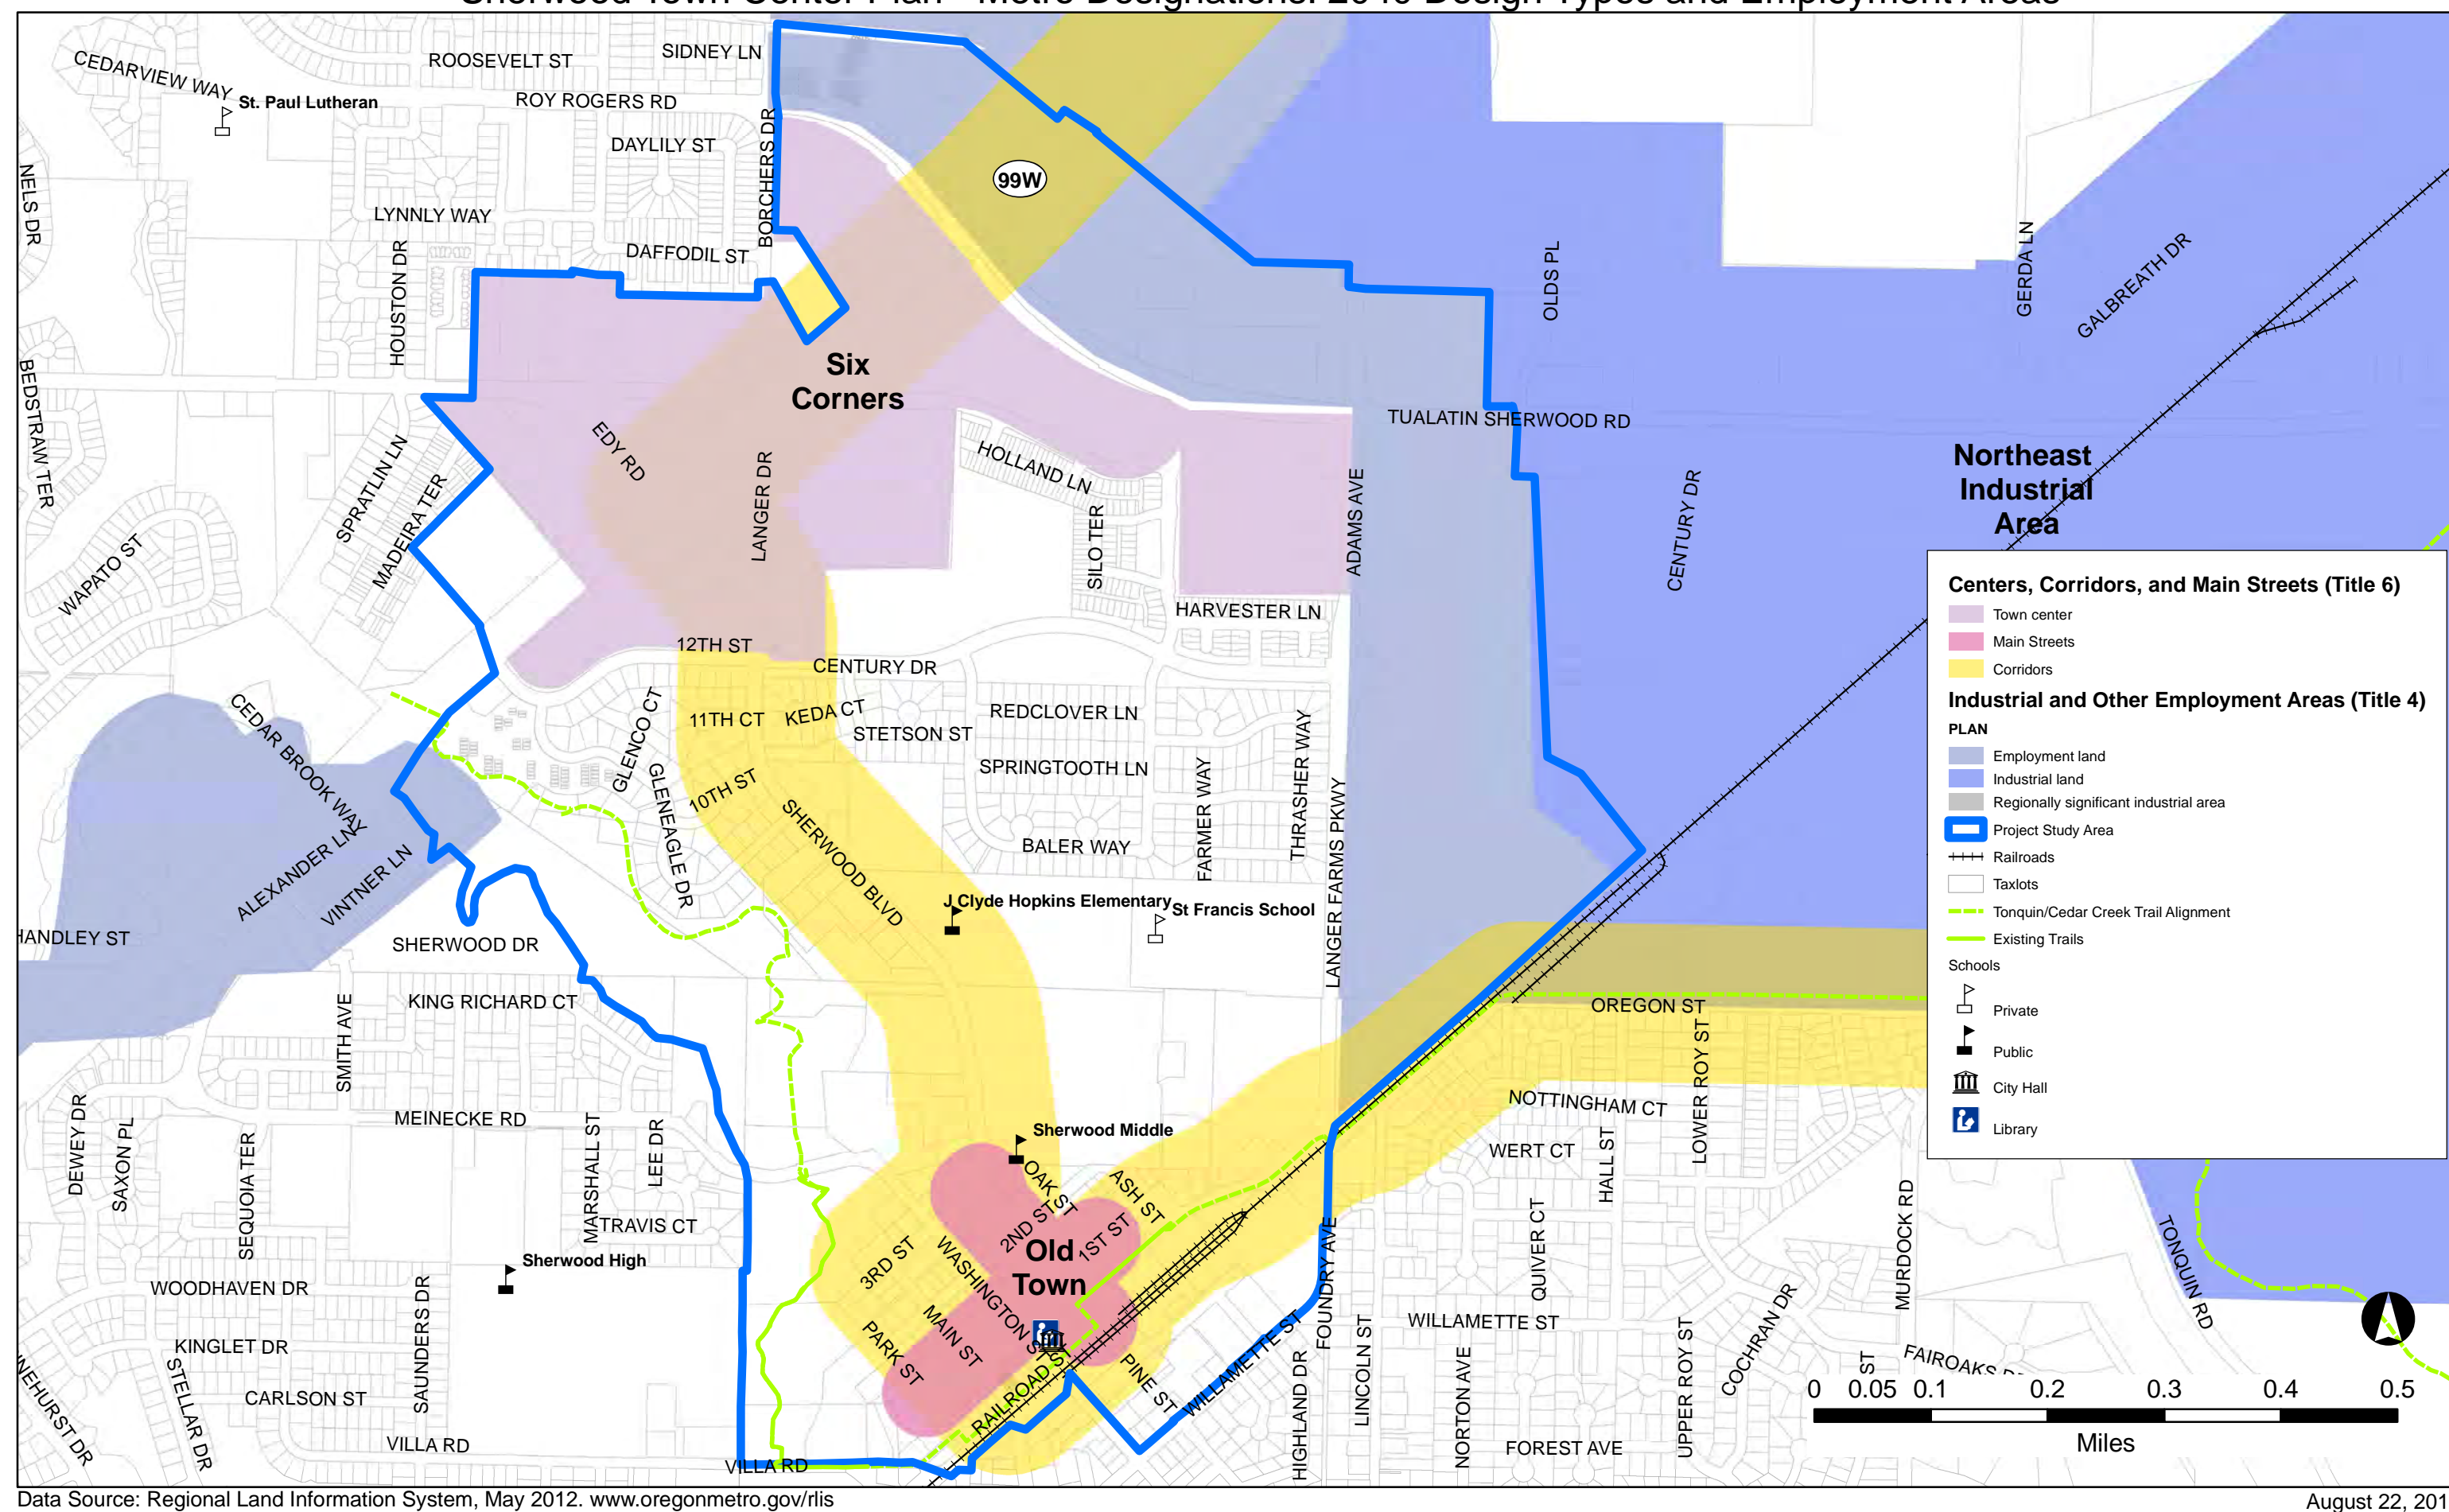 CEDARVIEW WAY
St. Paul Lutheran
ROOSEVELT ST
SIDNEY LN
ROY ROGERS RD
DAYLILY ST
BORCHERS DR
NELS DR
LYNNLY WAY
HOUSTON DR
DAFFODIL ST
99W
OLDS PL
GERDA LN
GALBREATH DR
Six
Corners
BEDSTRAW TER
EDY RD
LANGER DR
HOLLAND LN
TUALATIN SHERWOOD RD
SPRATLIN LN
MADEIRA TER
WAPATO ST
SILO TER
ADAMS AVE
CENTURY DR
Northeast
Industrial
Area
HARVESTER LN
12TH ST
CENTURY DR
CEDAR BROOK WAY
GLENCO CT
11TH CT
KEDA CT
STETSON ST
REDCLOVER LN
SPRINGTOOTH LN
THRASHER WAY
FARMER WAY
10TH ST
GLENEAGLE DR
SHERWOOD BLVD
BALER WAY
LANGER FARMS PKWY
ALEXANDER LN
VINTNER LN
J Clyde Hopkins Elementary
St Francis School
HANDLEY ST
SHERWOOD DR
KING RICHARD CT
SMITH AVE
OREGON ST
LOWER ROY ST
NOTTINGHAM CT
MEINECKE RD
DEWEY DR
SAXON PL
SEQUOIA TER
MARSHALL ST
LEE DR
TRAVIS CT
Sherwood Middle
OAK ST
ASH ST
2ND ST
1ST ST
Old
Town
3RD ST
WASHINGTON ST
MAIN ST
PARK ST
RAILROAD ST
PINE ST
WILLAMETTE ST
FOUNDRY AVE
WERT CT
HALL ST
QUIVER CT
MURDOCK RD
TONQUIN RD
Sherwood High
WOODHAVEN DR
KINGLET DR
STELLAR DR
CARLSON ST
SAUNDERS DR
VILLA RD
VILLA RD
HIGHLAND DR
LINCOLN ST
WILLAMETTE ST
NORTON AVE
FOREST AVE
UPPER ROY ST
COCHRAN DR
ST
Centers, Corridors, and Main Streets (Title 6)
Town center
Main Streets
Corridors
Industrial and Other Employment Areas (Title 4)
PLAN
Employment land
Industrial land
Regionally significant industrial area
Project Study Area
Railroads
Taxlots
Tonquin/Cedar Creek Trail Alignment
Existing Trails
Schools
Private
Public
City Hall
Library
0 0.05 0.1 0.2 0.3 0.4 0.5
Miles
Data Source: Regional Land Information System, May 2012. www.oregonmetro.gov/rlis
August 22, 201